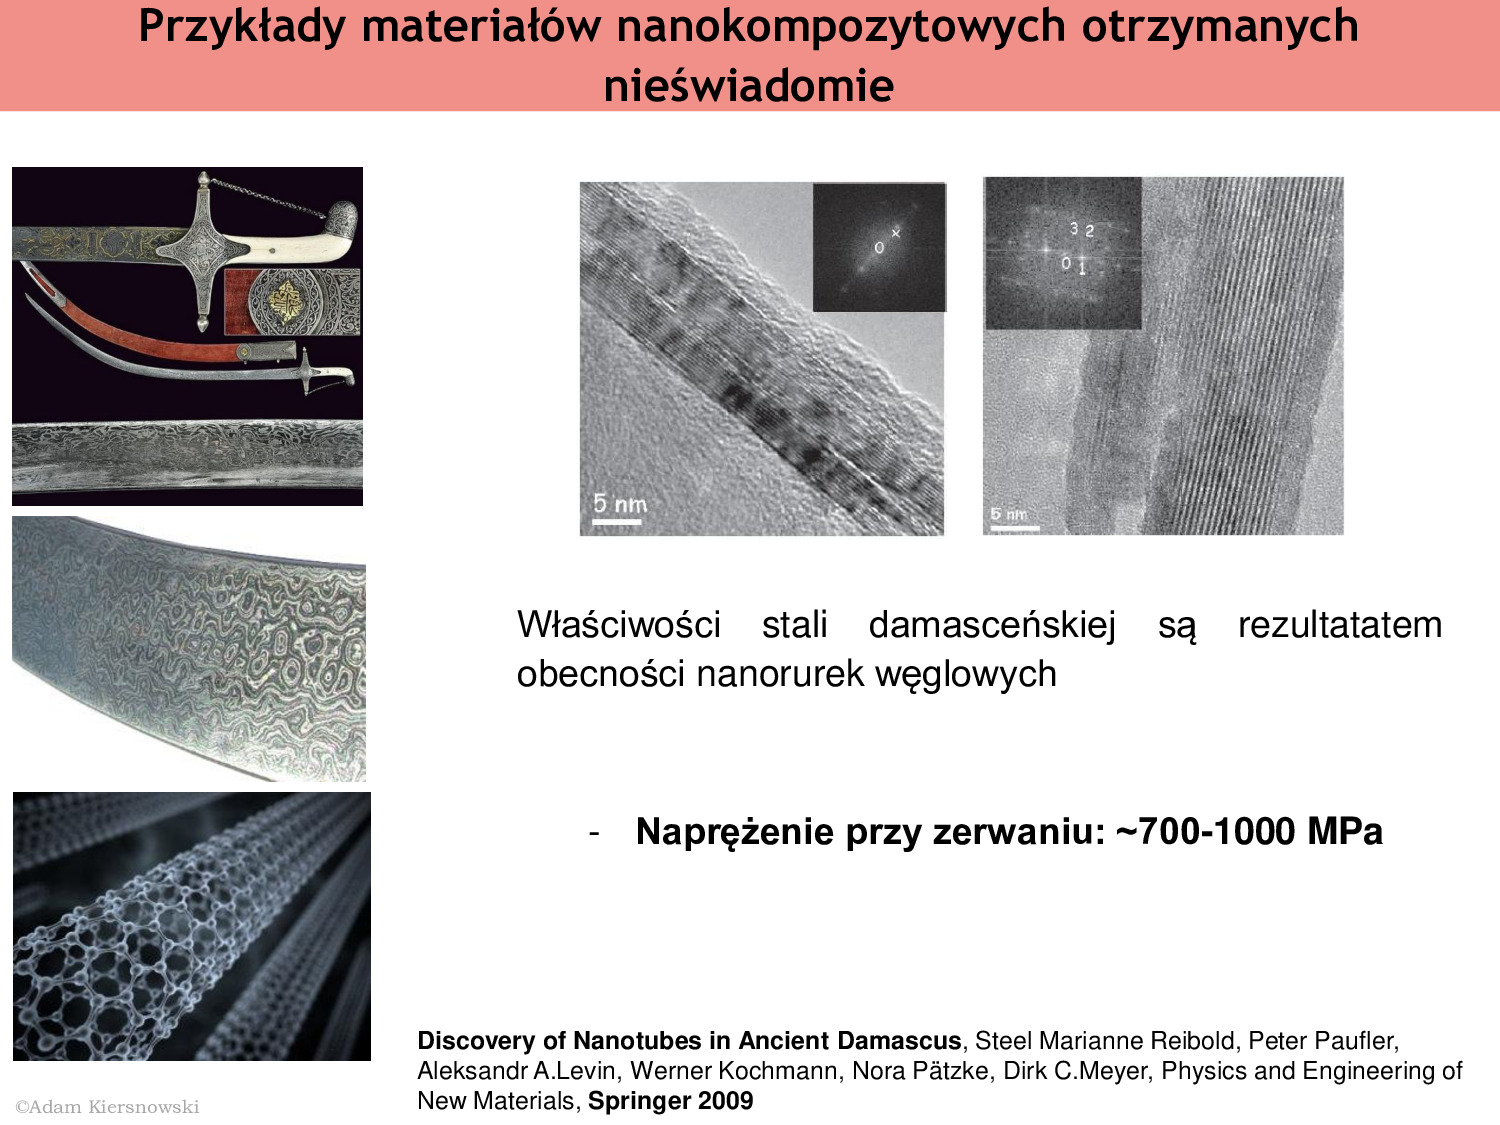 Przykłady materiałów nanokompozytowych otrzymanych
nieświadomie
O
×
3 2
0 1
5 nm
5 nm
Właściwości stali damasceńskiej są rezultatatem
obecności nanorurek węglowych
- Naprężenie przy zerwaniu: ~700-1000 MPa
Discovery of Nanotubes in Ancient Damascus, Steel Marianne Reibold, Peter Paufler,
Aleksandr A.Levin, Werner Kochmann, Nora Pätzke, Dirk C.Meyer, Physics and Engineering of
New Materials, Springer 2009
©Adam Kiersnowski